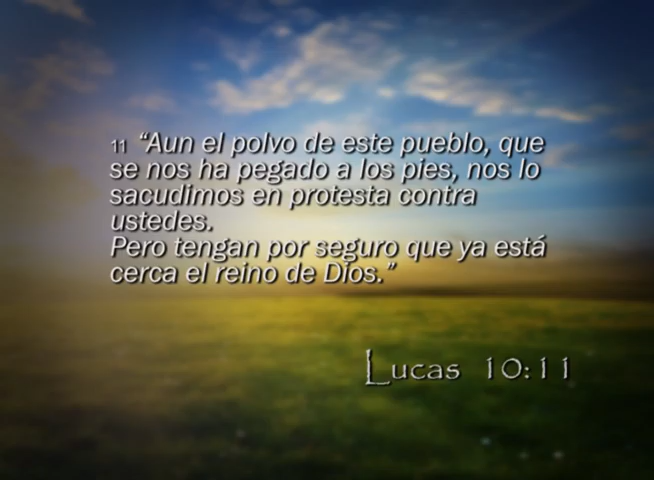 11 “Aun el polvo de este pueblo, que
se nos ha pegado a los pies, nos lo
sacudimos en protesta contra
ustedes.
Pero tengan por seguro que ya está
cerca el reino de Dios.”
Lucas 10:11